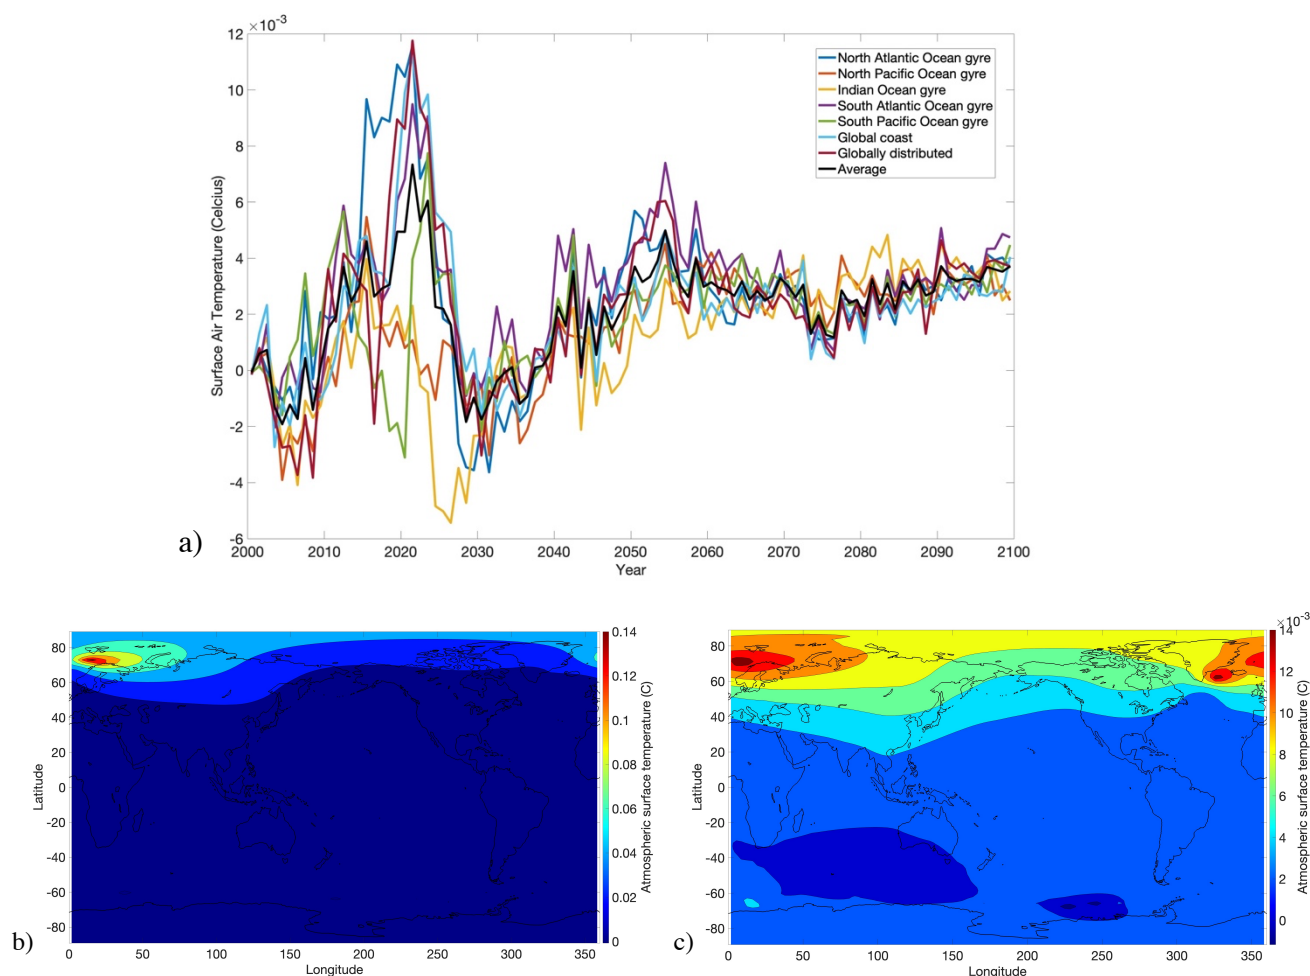 ×10⁻³
12
10
8
6
4
2
0
-2
-4
-6
Surface Air Temperature (Celcius)
North Atlantic Ocean gyre
North Pacific Ocean gyre
Indian Ocean gyre
South Atlantic Ocean gyre
South Pacific Ocean gyre
Global coast
Globally distributed
Average
2000 2010 2020 2030 2040 2050 2060 2070 2080 2090 2100
Year
a)
80
60
40
20
0
-20
-40
-60
-80
Latitude
0 50 100 150 200 250 300 350
Longitude
0.14
0.12
0.1
0.08
0.06
0.04
0.02
0
Atmospheric surface temperature (C)
b)
80
60
40
20
0
-20
-40
-60
-80
Latitude
0 50 100 150 200 250 300 350
Longitude
×10⁻³
14
12
10
8
6
4
2
0
Atmospheric surface temperature (C)
c)